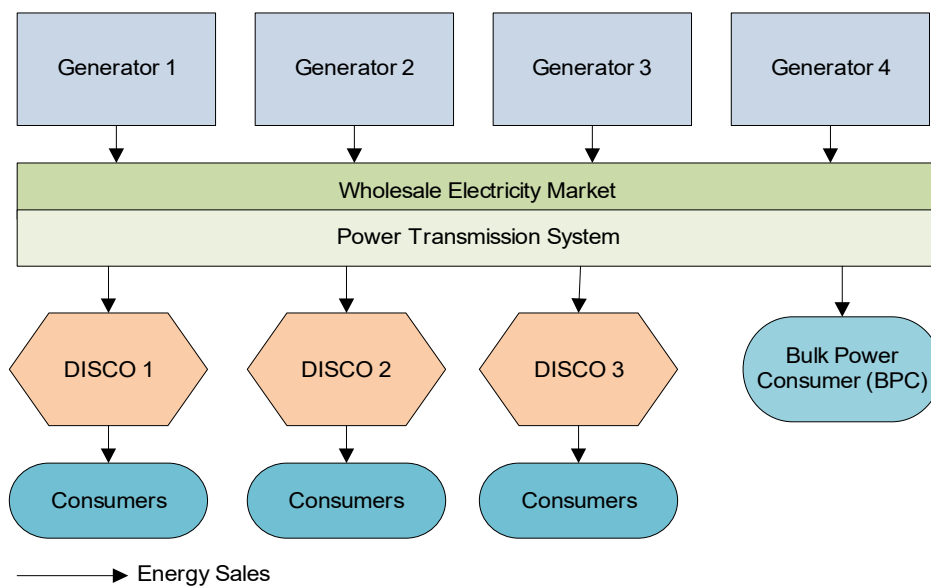 Generator 1
Generator 2
Generator 3
Generator 4
Wholesale Electricity Market
Power Transmission System
DISCO 1
DISCO 2
DISCO 3
Bulk Power
Consumer (BPC)
Consumers
Consumers
Consumers
Energy Sales